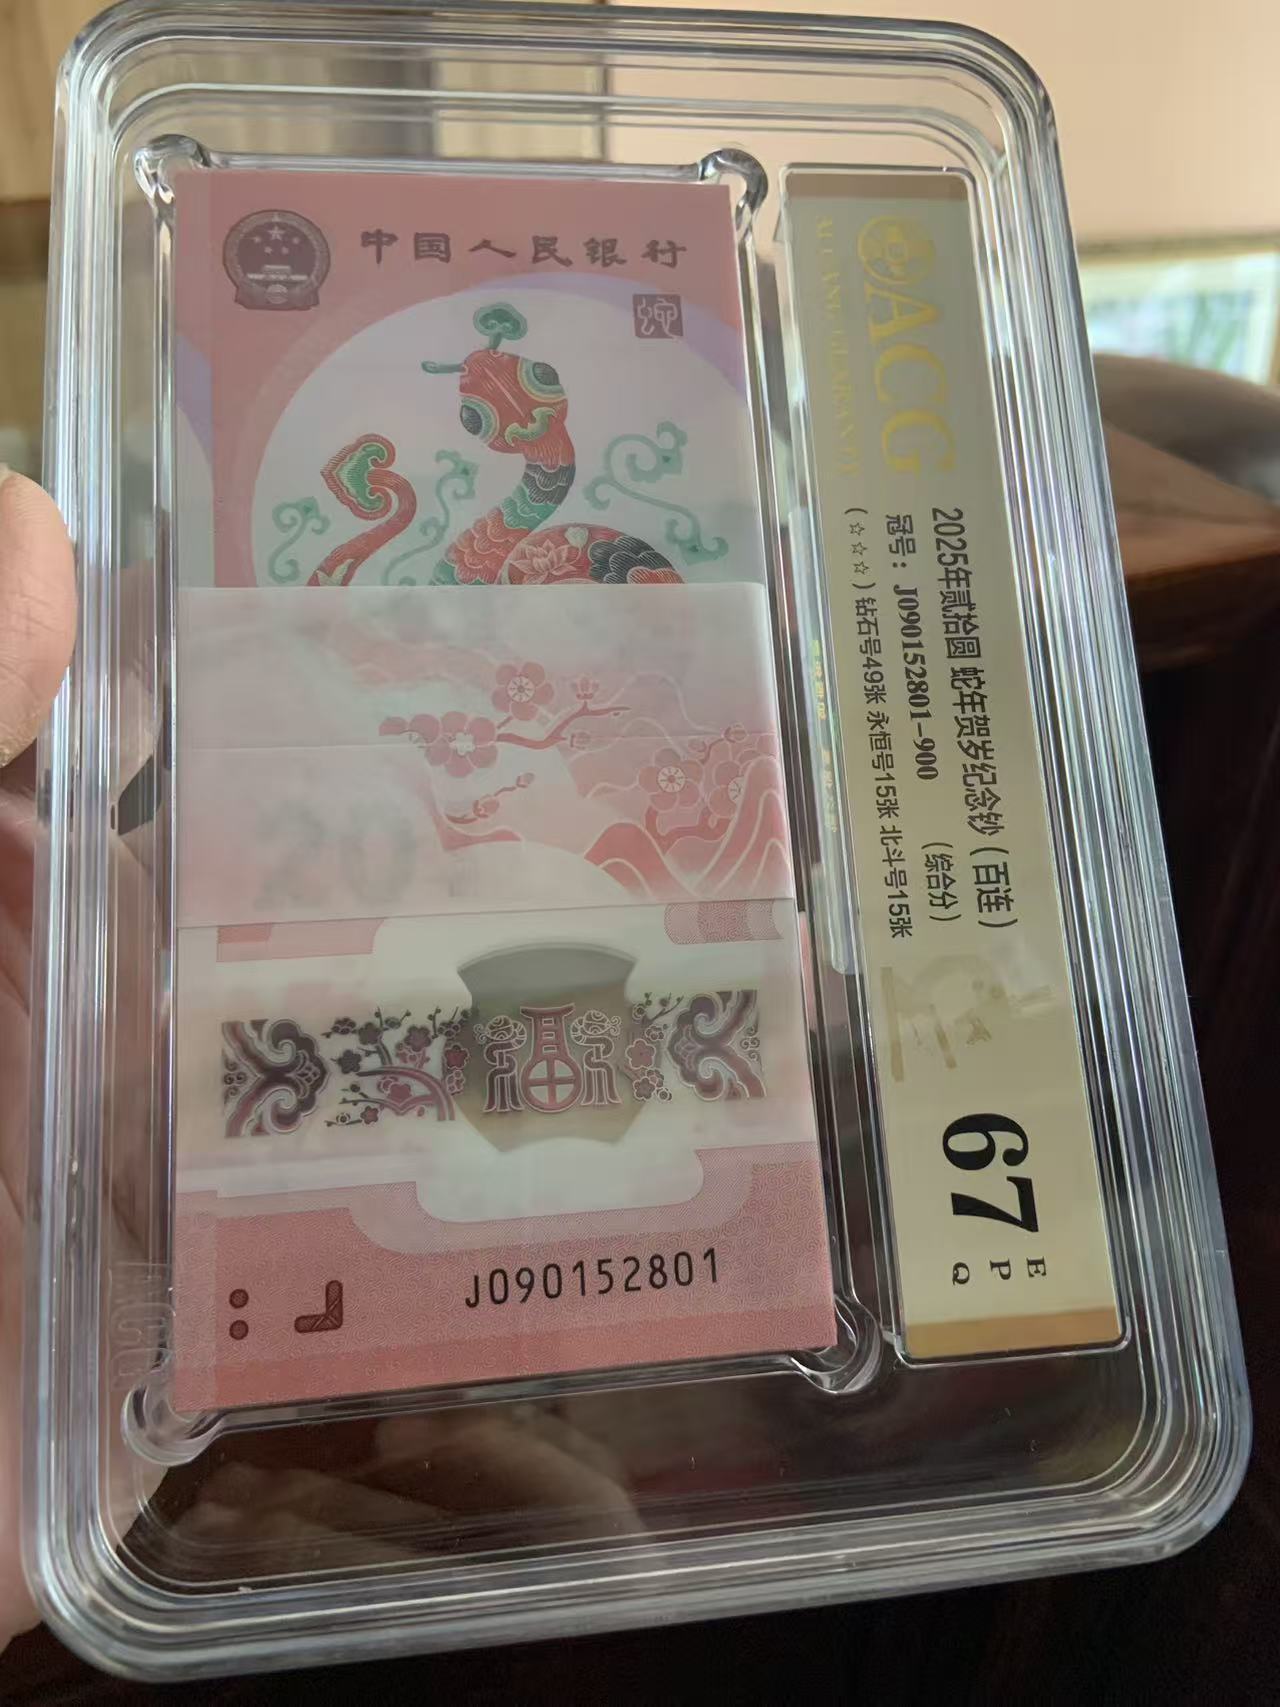 中国人民银行
蛇
福
J090152801
ACG
2025年贰拾圆 蛇年贺岁纪念钞（百连）
冠号：J090152801-900 （综合分）
（☆☆☆）钻石号49张 永恒号15张 北斗号15张
67
E
P
Q